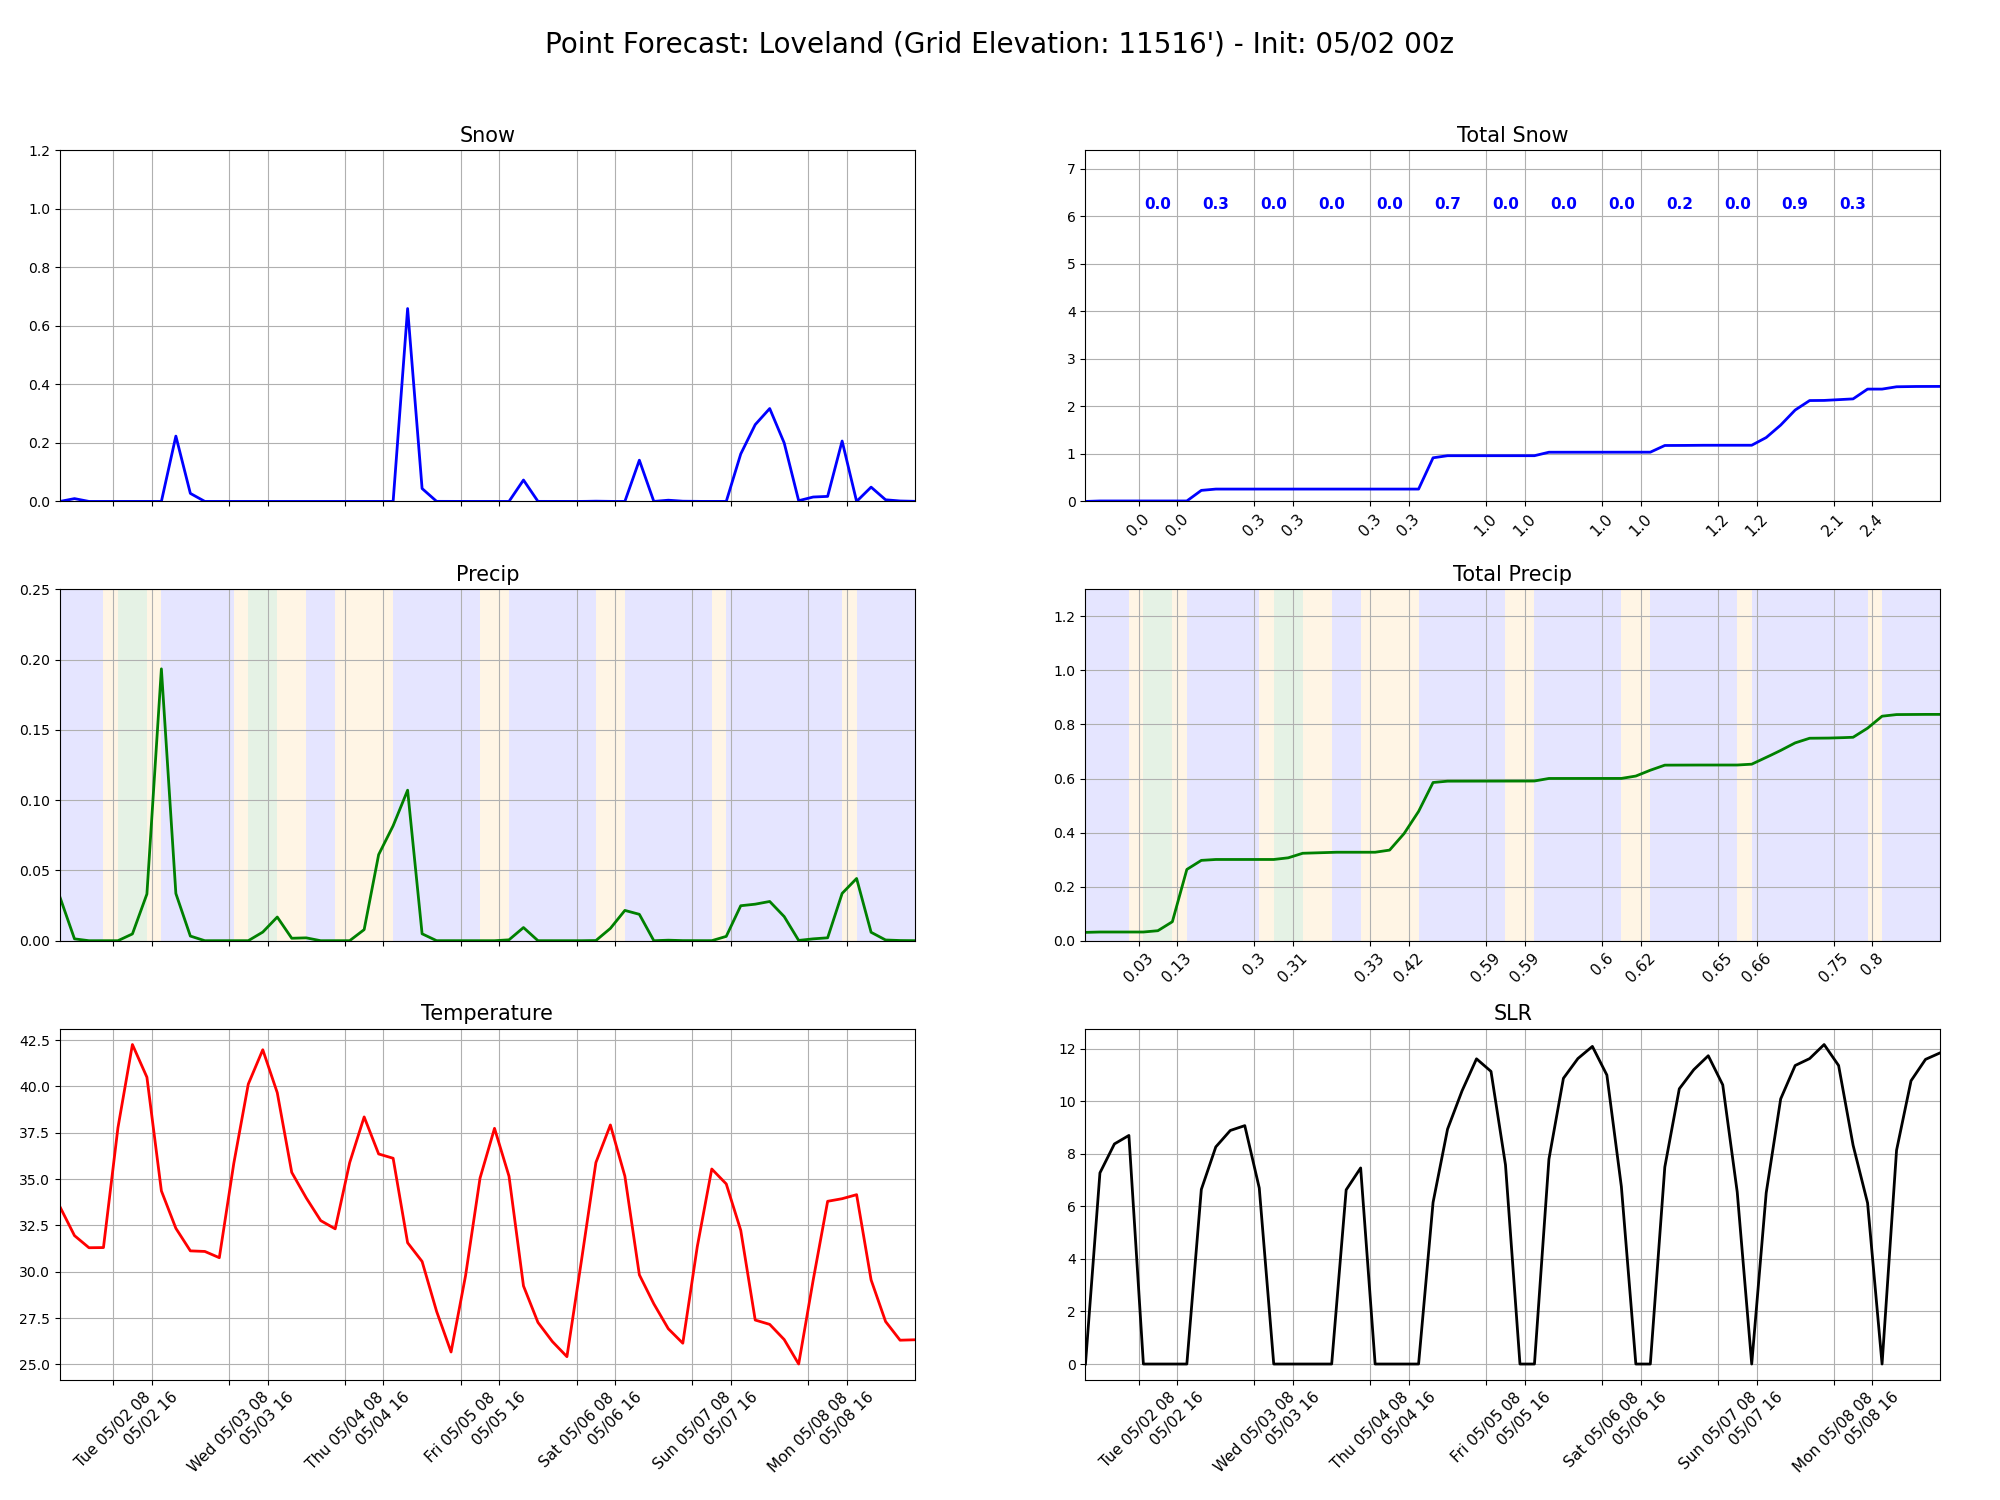 Point Forecast: Loveland (Grid Elevation: 11516') - Init: 05/02 00z
Snow
1.2
1.0
0.8
0.6
0.4
0.2
0.0
Total Snow
7
6
5
4
3
2
1
0
0.0 0.3 0.0 0.0 0.0 0.7 0.0 0.0 0.0 0.2 0.0 0.9 0.3
0.0 0.0 0.3 0.3 0.3 0.3 1.0 1.0 1.0 1.0 1.2 1.2 2.1 2.4
Precip
0.25
0.20
0.15
0.10
0.05
0.00
Total Precip
1.2
1.0
0.8
0.6
0.4
0.2
0.0
0.03 0.13 0.3 0.31 0.33 0.42 0.59 0.59 0.6 0.62 0.65 0.66 0.75 0.8
Temperature
42.5
40.0
37.5
35.0
32.5
30.0
27.5
25.0
Tue 05/02 08
05/02 16
Wed 05/03 08
05/03 16
Thu 05/04 08
05/04 16
Fri 05/05 08
05/05 16
Sat 05/06 08
05/06 16
Sun 05/07 08
05/07 16
Mon 05/08 08
05/08 16
SLR
12
10
8
6
4
2
0
Tue 05/02 08
05/02 16
Wed 05/03 08
05/03 16
Thu 05/04 08
05/04 16
Fri 05/05 08
05/05 16
Sat 05/06 08
05/06 16
Sun 05/07 08
05/07 16
Mon 05/08 08
05/08 16